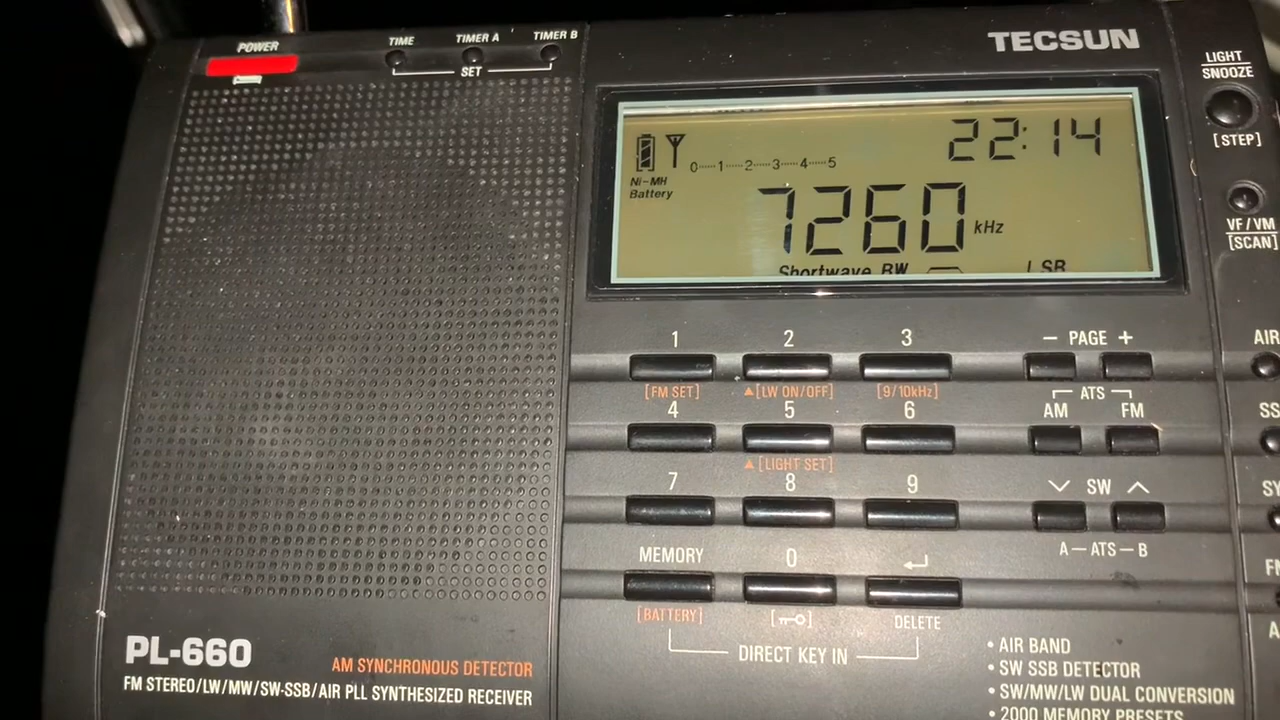 POWER
TIME TIMER A TIMER B
SET
TECSUN
LIGHT
SNOOZE
[STEP]
22:14
0 1 2 3 4 5
Ni-MH
Battery
7260 kHz
Shortwave BW LSB
VF/VM
[SCAN]
1 2 3
— PAGE +
AIR
[FM SET] ▲[LW ON/OFF] [9/10kHz]
ATS
4 5 6
AM FM
SS
▲[LIGHT SET]
7 8 9
SW
SY
A — ATS — B
MEMORY 0
FM
[BATTERY] DELETE
A
DIRECT KEY IN
PL-660
AM SYNCHRONOUS DETECTOR
FM STEREO/LW/MW/SW-SSB/AIR PLL SYNTHESIZED RECEIVER
• AIR BAND
• SW SSB DETECTOR
• SW/MW/LW DUAL CONVERSION
• 2000 MEMORY PRESETS